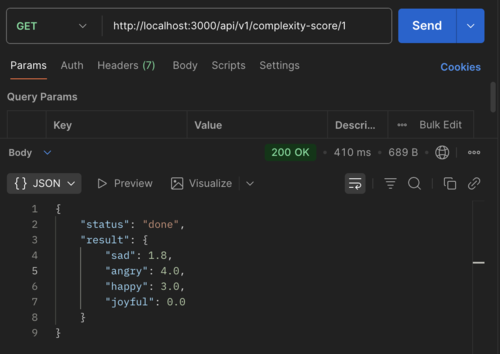 GET http://localhost:3000/api/v1/complexity-score/1 Send
Params Auth Headers (7) Body Scripts Settings Cookies
Query Params
Key Value Descri... Bulk Edit
Body 200 OK • 410 ms • 689 B
{} JSON Preview Visualize
1 {
2 "status": "done",
3 "result": {
4 "sad": 1.8,
5 "angry": 4.0,
6 "happy": 3.0,
7 "joyful": 0.0
8 }
9 }